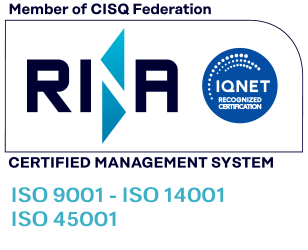 Member of CISQ Federation
RINA
IQNET
RECOGNIZED
CERTIFICATION
CERTIFIED MANAGEMENT SYSTEM
ISO 9001 - ISO 14001
ISO 45001